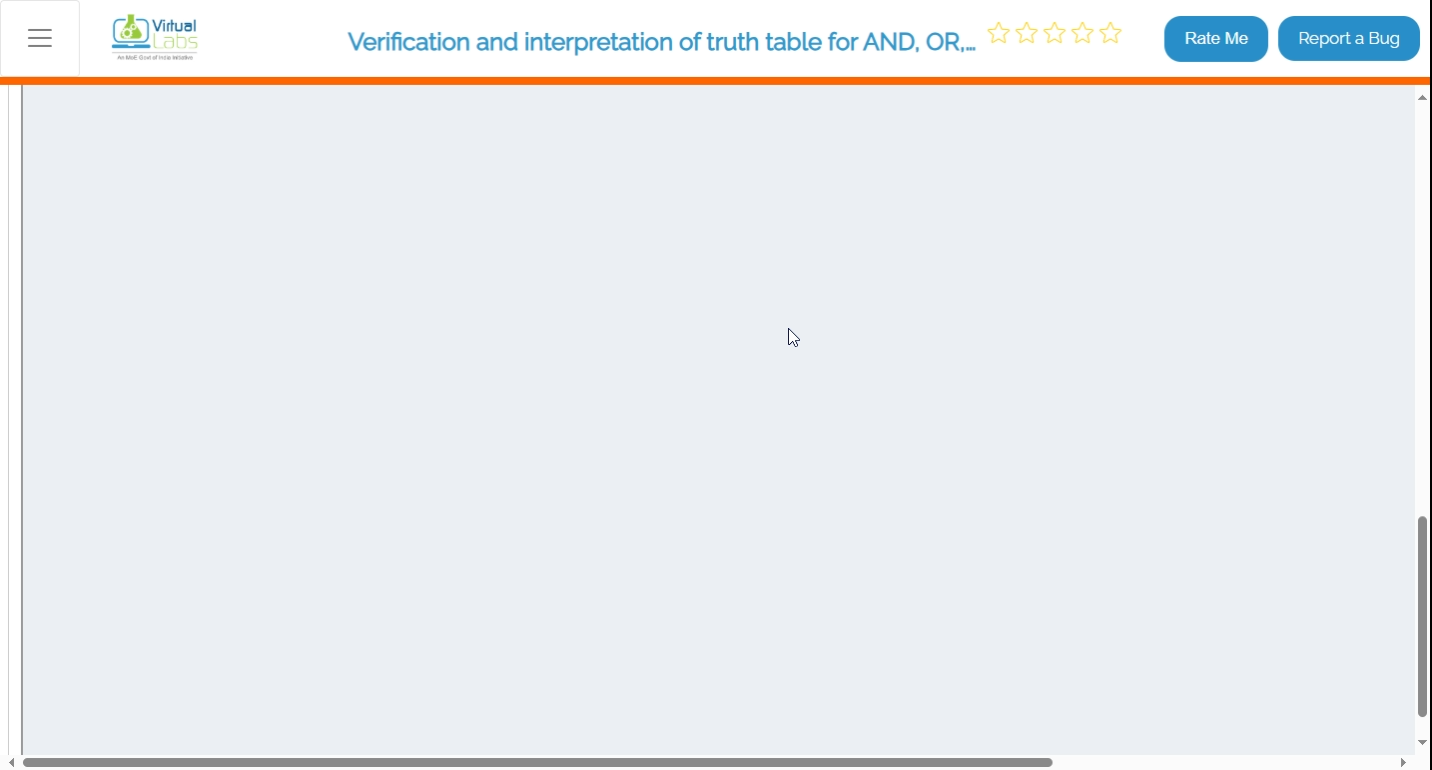 Virtual
Labs
An MoE Govt of India Initiative
Verification and interpretation of truth table for AND, OR,...
Rate Me
Report a Bug